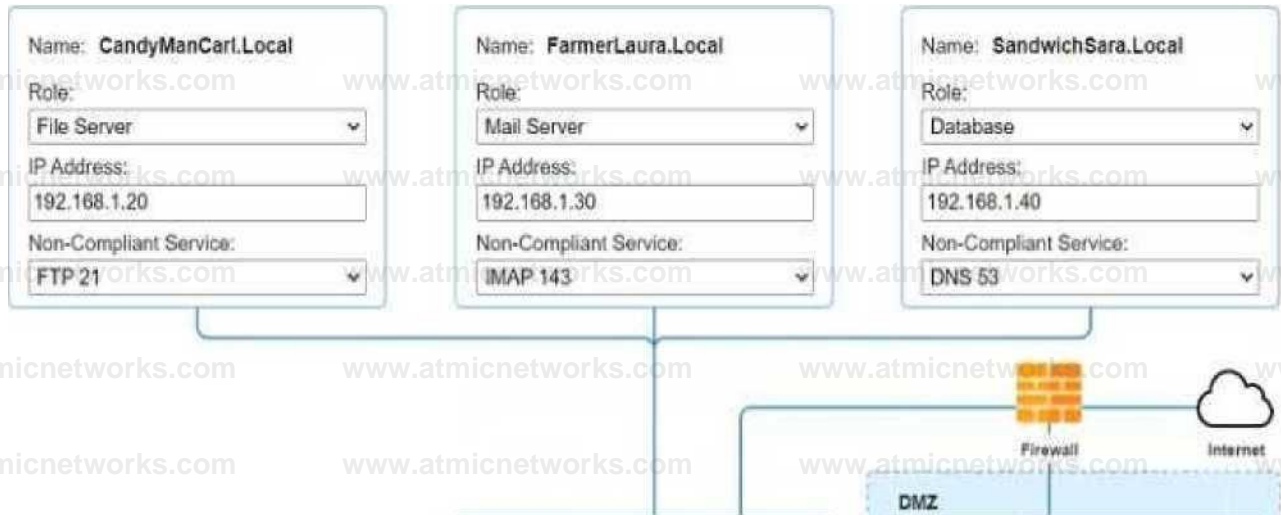 Name: CandyManCarl.Local
Role:
File Server
IP Address:
192.168.1.20
Non-Compliant Service:
FTP 21
Name: FarmerLaura.Local
Role:
Mail Server
IP Address:
192.168.1.30
Non-Compliant Service:
IMAP 143
Name: SandwichSara.Local
Role:
Database
IP Address:
192.168.1.40
Non-Compliant Service:
DNS 53
Firewall
Internet
DMZ
www.atmicnetworks.com